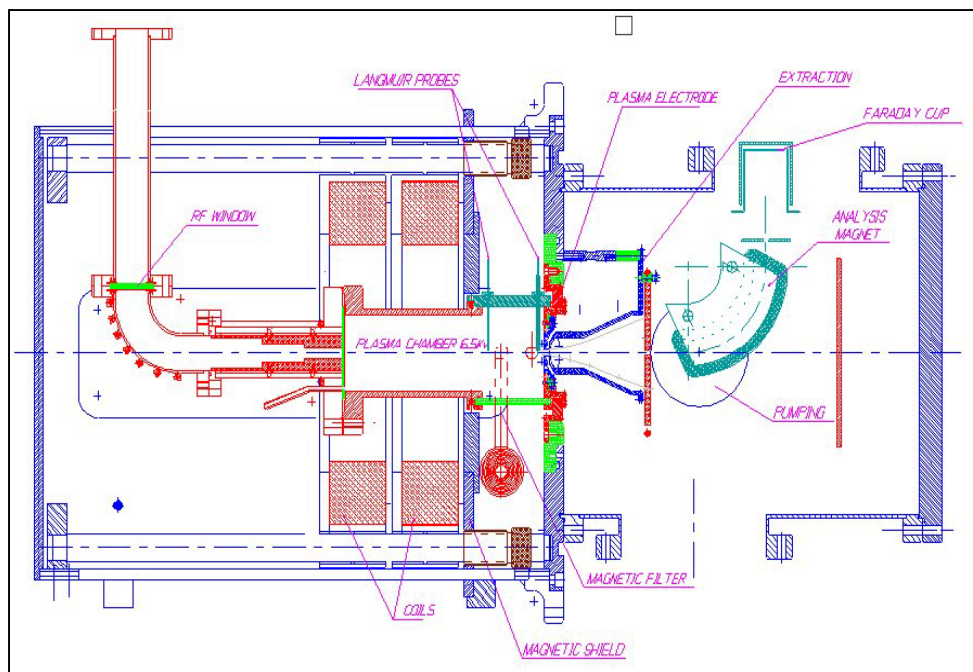 LANGMUIR PROBES
EXTRACTION
PLASMA ELECTRODE
FARADAY CUP
RF WINDOW
ANALYSIS
MAGNET
PLASMA CHAMBER 6.5kv
PUMPING
MAGNETIC FILTER
COILS
MAGNETIC SHIELD